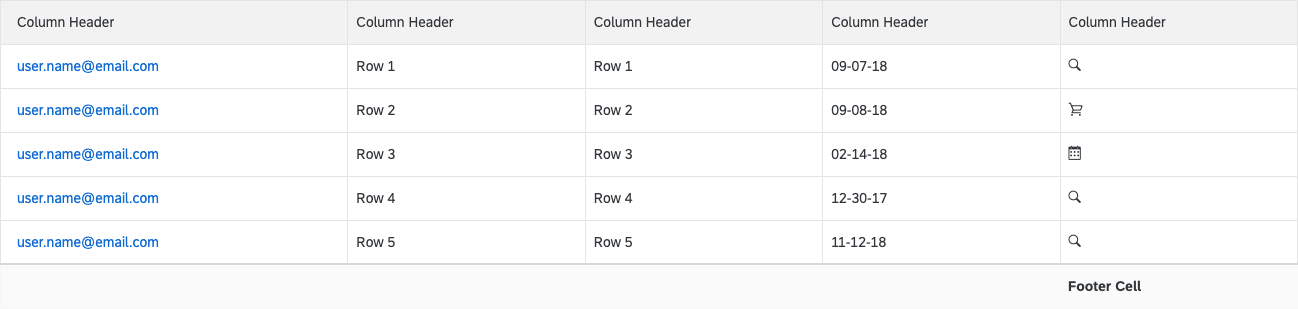 Column Header Column Header Column Header Column Header Column Header
user.name@email.com Row 1 Row 1 09-07-18
user.name@email.com Row 2 Row 2 09-08-18
user.name@email.com Row 3 Row 3 02-14-18
user.name@email.com Row 4 Row 4 12-30-17
user.name@email.com Row 5 Row 5 11-12-18
Footer Cell